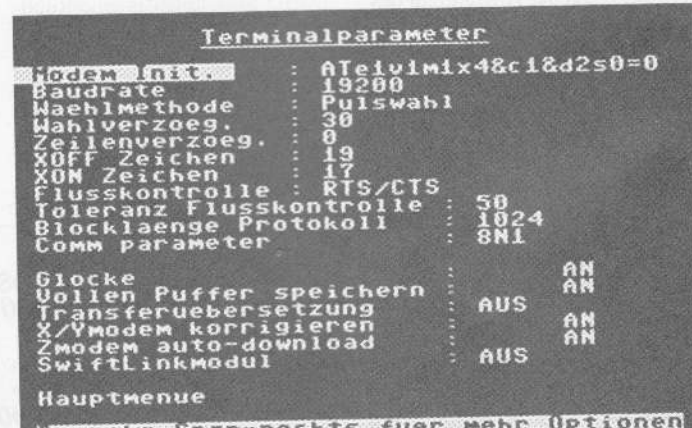 Terminalparameter
Modem Init. : ATe1v1m1x4&c1&d2s0=0
Baudrate : 19200
Waehlmethode : Pulswahl
Wahlverzoeg. : 30
Zeilenverzoeg. : 0
XOFF Zeichen : 19
XON Zeichen : 17
Flusskontrolle : RTS/CTS
Toleranz Flusskontrolle : 50
Blocklaenge Protokoll : 1024
Comm parameter : 8N1
Glocke : AN
Vollen Puffer speichern : AN
Transferuebersetzung : AUS
X/Ymodem korrigieren : AN
Zmodem auto-download : AN
SwiftLinkmodul : AUS
Hauptmenue
fuer mehr Optionen